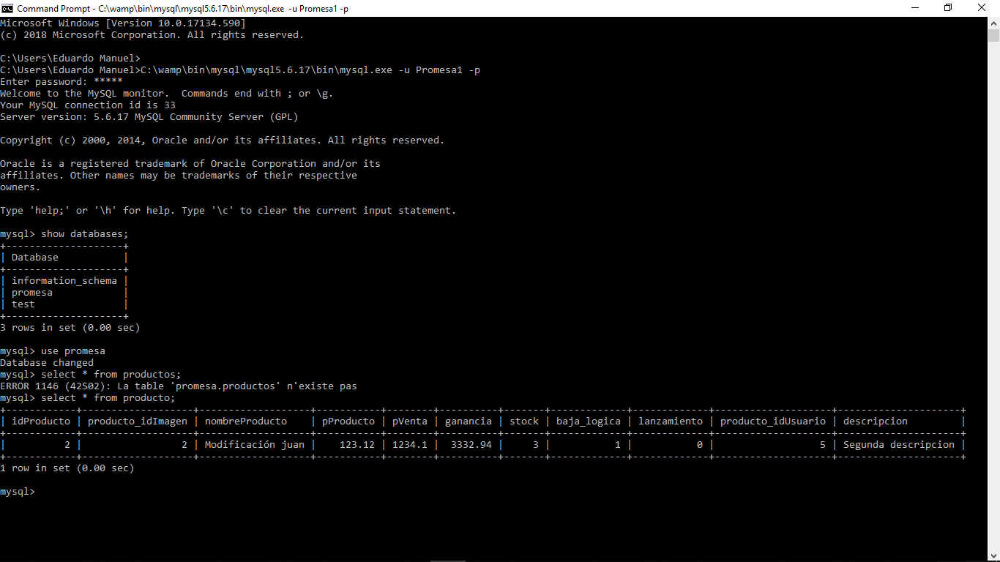 Command Prompt - C:\wamp\bin\mysql\mysql5.6.17\bin\mysql.exe -u Promesa1 -p
Microsoft Windows [Version 10.0.17134.590]
(c) 2018 Microsoft Corporation. All rights reserved.
C:\Users\Eduardo Manuel>
C:\Users\Eduardo Manuel>C:\wamp\bin\mysql\mysql5.6.17\bin\mysql.exe -u Promesa1 -p
Enter password: *****
Welcome to the MySQL monitor.  Commands end with ; or \g.
Your MySQL connection id is 33
Server version: 5.6.17 MySQL Community Server (GPL)
Copyright (c) 2000, 2014, Oracle and/or its affiliates. All rights reserved.
Oracle is a registered trademark of Oracle Corporation and/or its
affiliates. Other names may be trademarks of their respective
owners.
Type 'help;' or '\h' for help. Type '\c' to clear the current input statement.
mysql> show databases;
+--------------------+
| Database           |
+--------------------+
| information_schema |
| promesa            |
| test               |
+--------------------+
3 rows in set (0.00 sec)
mysql> use promesa
Database changed
mysql> select * from productos;
ERROR 1146 (42S02): La table 'promesa.productos' n'existe pas
mysql> select * from producto;
+------------+-------------------+-------------------+-----------+--------+----------+-------+-------------+-------------+--------------------+---------------------+
| idProducto | producto_idImagen | nombreProducto    | pProducto | pVenta | ganancia | stock | baja_logica | lanzamiento | producto_idUsuario | descripcion         |
+------------+-------------------+-------------------+-----------+--------+----------+-------+-------------+-------------+--------------------+---------------------+
|          2 |                 2 | Modificación juan |    123.12 | 1234.1 |  3332.94 |     3 |           1 |           0 |                  5 | Segunda descripcion |
+------------+-------------------+-------------------+-----------+--------+----------+-------+-------------+-------------+--------------------+---------------------+
1 row in set (0.00 sec)
mysql>